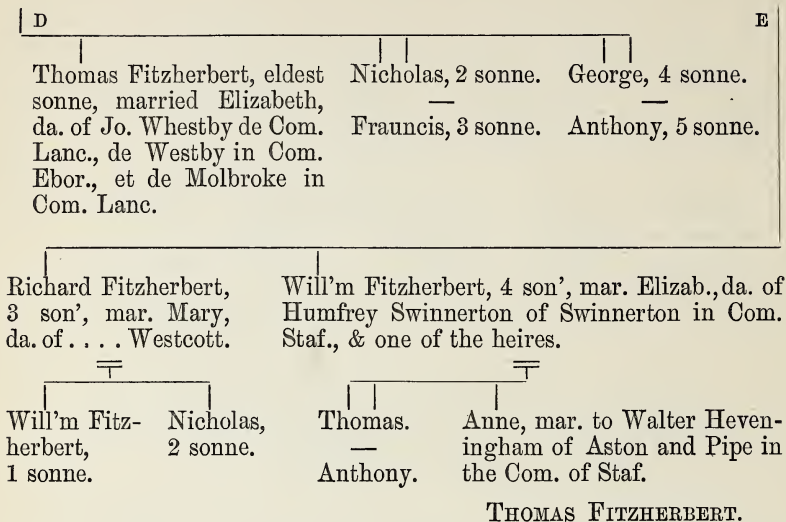 D E
Thomas Fitzherbert, eldest
sonne, married Elizabeth,
da. of Jo. Whestby de Com.
Lanc., de Westby in Com.
Ebor., et de Molbroke in
Com. Lanc.
Nicholas, 2 sonne.
—
Frauncis, 3 sonne.
George, 4 sonne.
—
Anthony, 5 sonne.
Richard Fitzherbert,
3 son', mar. Mary,
da. of . . . . Westcott.
Will'm Fitzherbert, 4 son', mar. Elizab., da. of
Humfrey Swinnerton of Swinnerton in Com.
Staf., & one of the heires.
Will'm Fitz-
herbert,
1 sonne.
Nicholas,
2 sonne.
Thomas.
—
Anthony.
Anne, mar. to Walter Heven-
ingham of Aston and Pipe in
the Com. of Staf.
THOMAS FITZHERBERT.